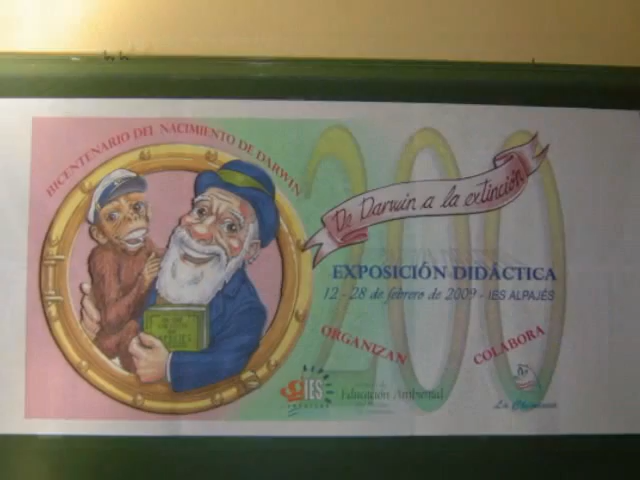 BICENTENARIO DEL NACIMIENTO DE DARWIN
200
De Darwin a la extinción
EXPOSICIÓN DIDÁCTICA
12 - 28 de febrero de 2009 - IES ALPAJÉS
ORGANIZAN
COLABORA
IES
Educación Ambiental